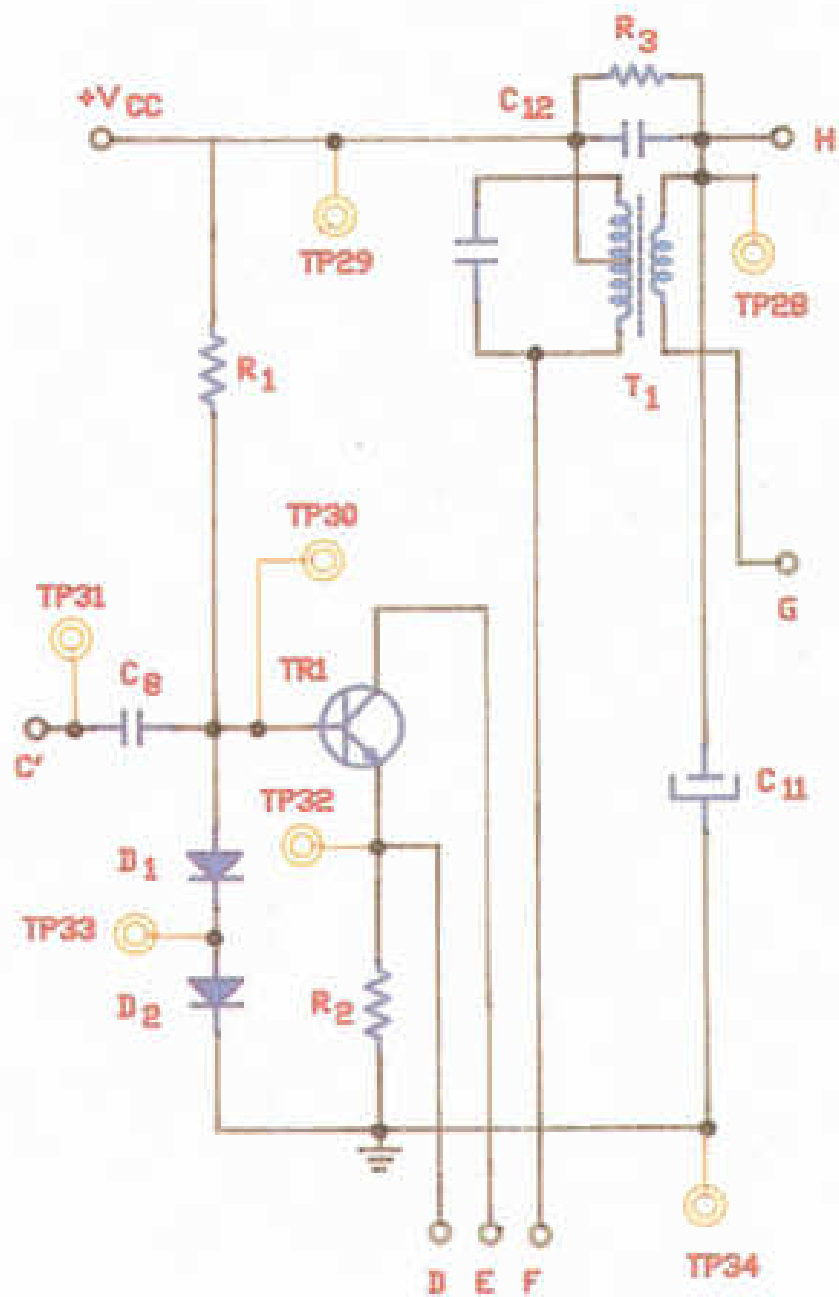 R3
+VCC
C12
H
TP29
TP28
R1
T1
TP30
G
TP31
C8
TR1
C'
TP32
C11
D1
TP33
D2
R2
TP34
D E F